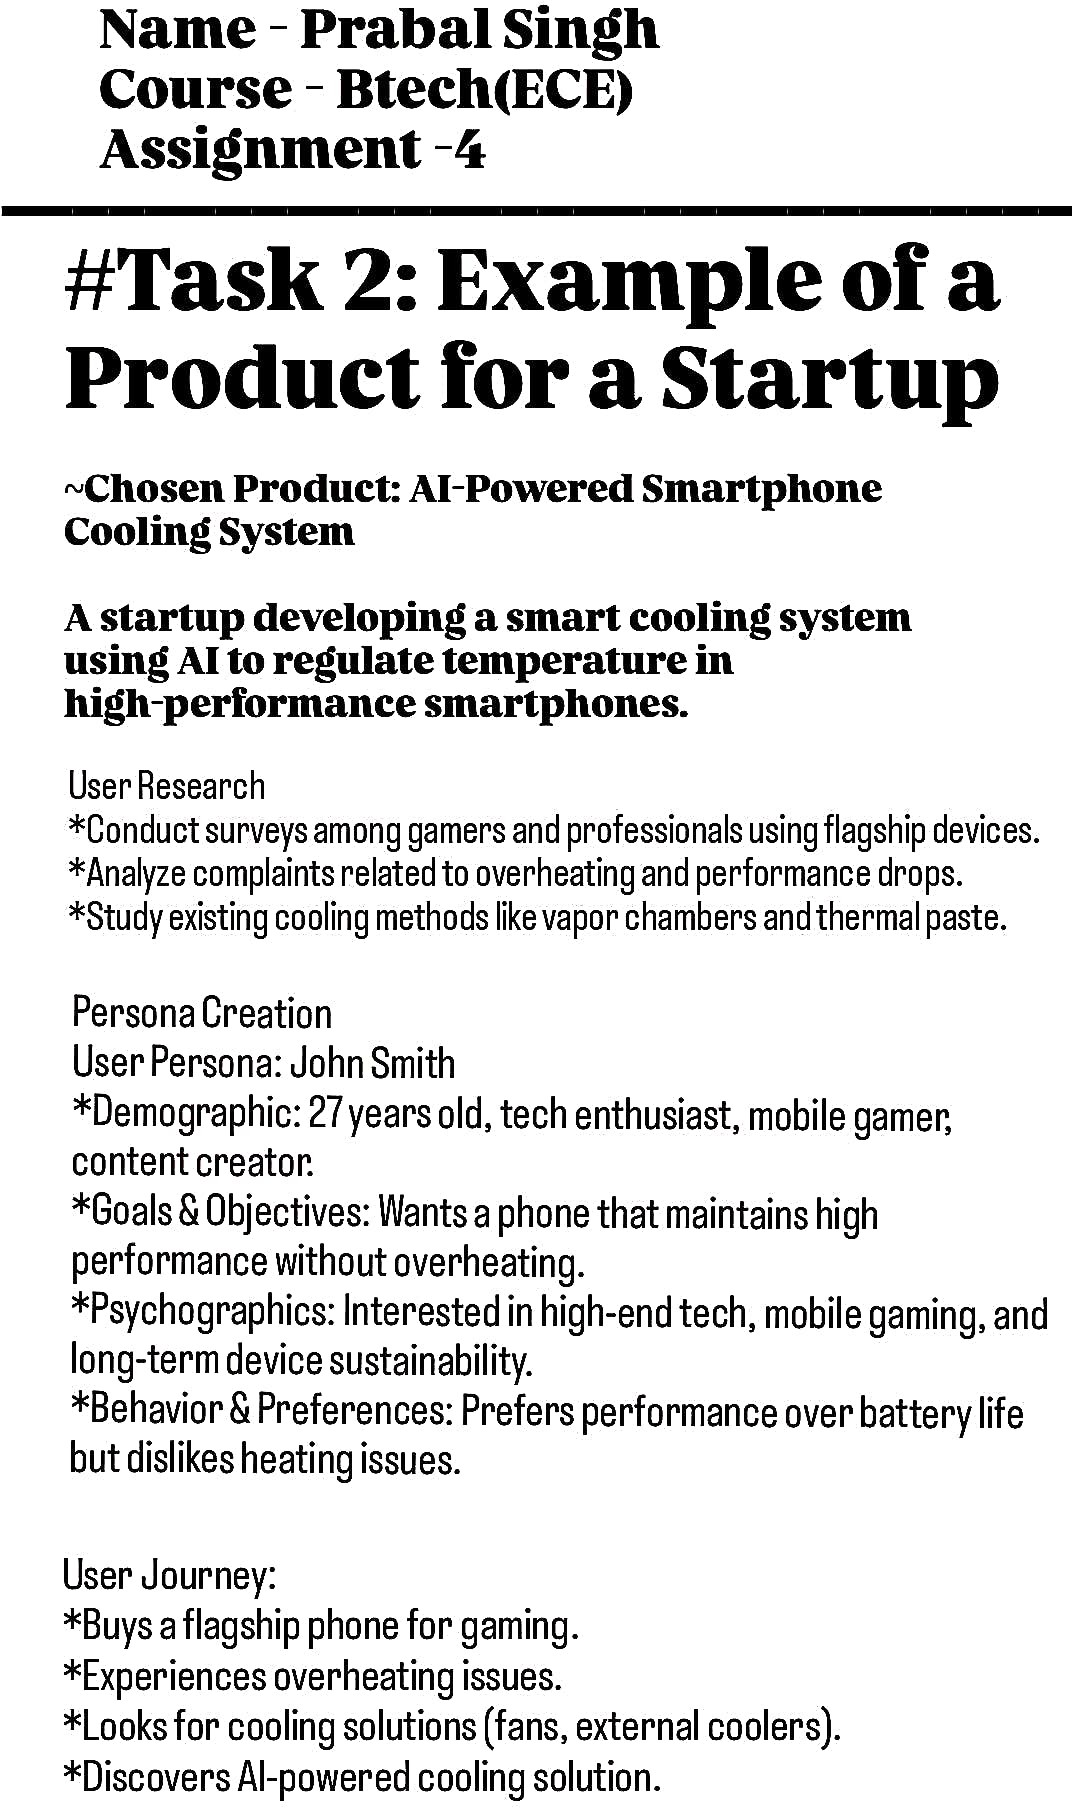 Name - Prabal Singh
Course - Btech(ECE)
Assignment -4
#Task 2: Example of a
Product for a Startup
~Chosen Product: AI-Powered Smartphone
Cooling System
A startup developing a smart cooling system
using AI to regulate temperature in
high-performance smartphones.
User Research
*Conduct surveys among gamers and professionals using flagship devices.
*Analyze complaints related to overheating and performance drops.
*Study existing cooling methods like vapor chambers and thermal paste.
Persona Creation
User Persona: John Smith
*Demographic: 27 years old, tech enthusiast, mobile gamer,
content creator.
*Goals & Objectives: Wants a phone that maintains high
performance without overheating.
*Psychographics: Interested in high-end tech, mobile gaming, and
long-term device sustainability.
*Behavior & Preferences: Prefers performance over battery life
but dislikes heating issues.
User Journey:
*Buys a flagship phone for gaming.
*Experiences overheating issues.
*Looks for cooling solutions (fans, external coolers).
*Discovers AI-powered cooling solution.